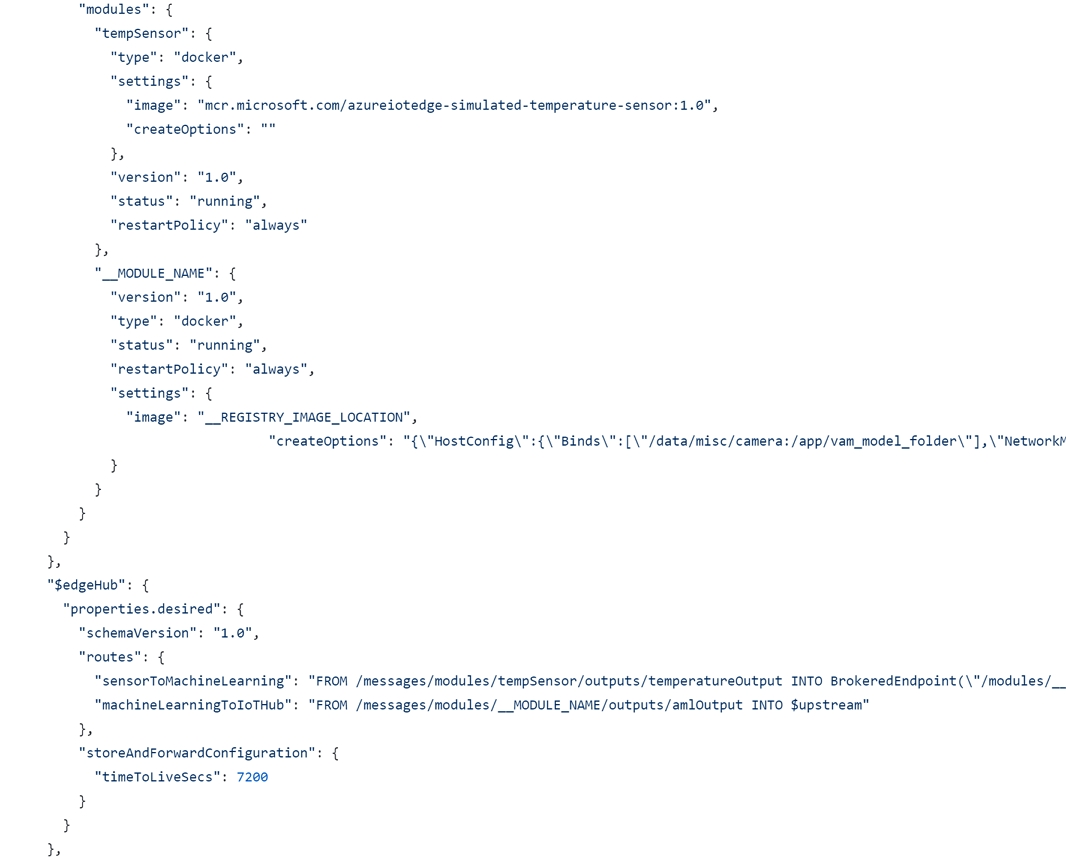 "modules": {
"tempSensor": {
"type": "docker",
"settings": {
"image": "mcr.microsoft.com/azureiotedge-simulated-temperature-sensor:1.0",
"createOptions": ""
},
"version": "1.0",
"status": "running",
"restartPolicy": "always"
},
"__MODULE_NAME": {
"version": "1.0",
"type": "docker",
"status": "running",
"restartPolicy": "always",
"settings": {
"image": "__REGISTRY_IMAGE_LOCATION",
"createOptions": "{\"HostConfig\":{\"Binds\":[\"/data/misc/camera:/app/vam_model_folder\"],\"Network
}
}
}
}
},
"$edgeHub": {
"properties.desired": {
"schemaVersion": "1.0",
"routes": {
"sensorToMachineLearning": "FROM /messages/modules/tempSensor/outputs/temperatureOutput INTO BrokeredEndpoint(\"/modules/__
"machineLearningToIoTHub": "FROM /messages/modules/__MODULE_NAME/outputs/amlOutput INTO $upstream"
},
"storeAndForwardConfiguration": {
"timeToLiveSecs": 7200
}
}
},